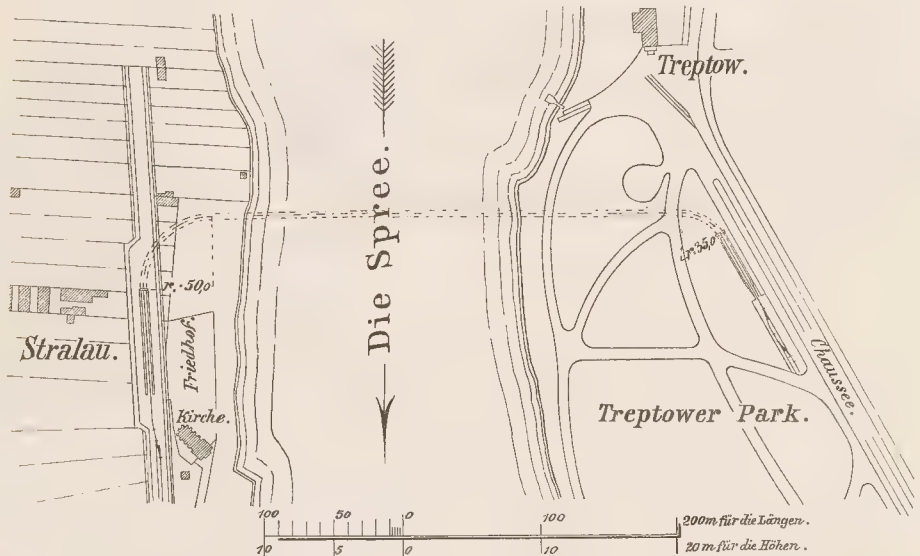 Treptow.
Die Spree.
r. = 50,0
r. 35,0
Stralau.
Friedhof.
Kirche.
Chaussee.
Treptower Park.
100 50 0 100 200m für die Längen.
10 5 0 10 20 m für die Höhen.